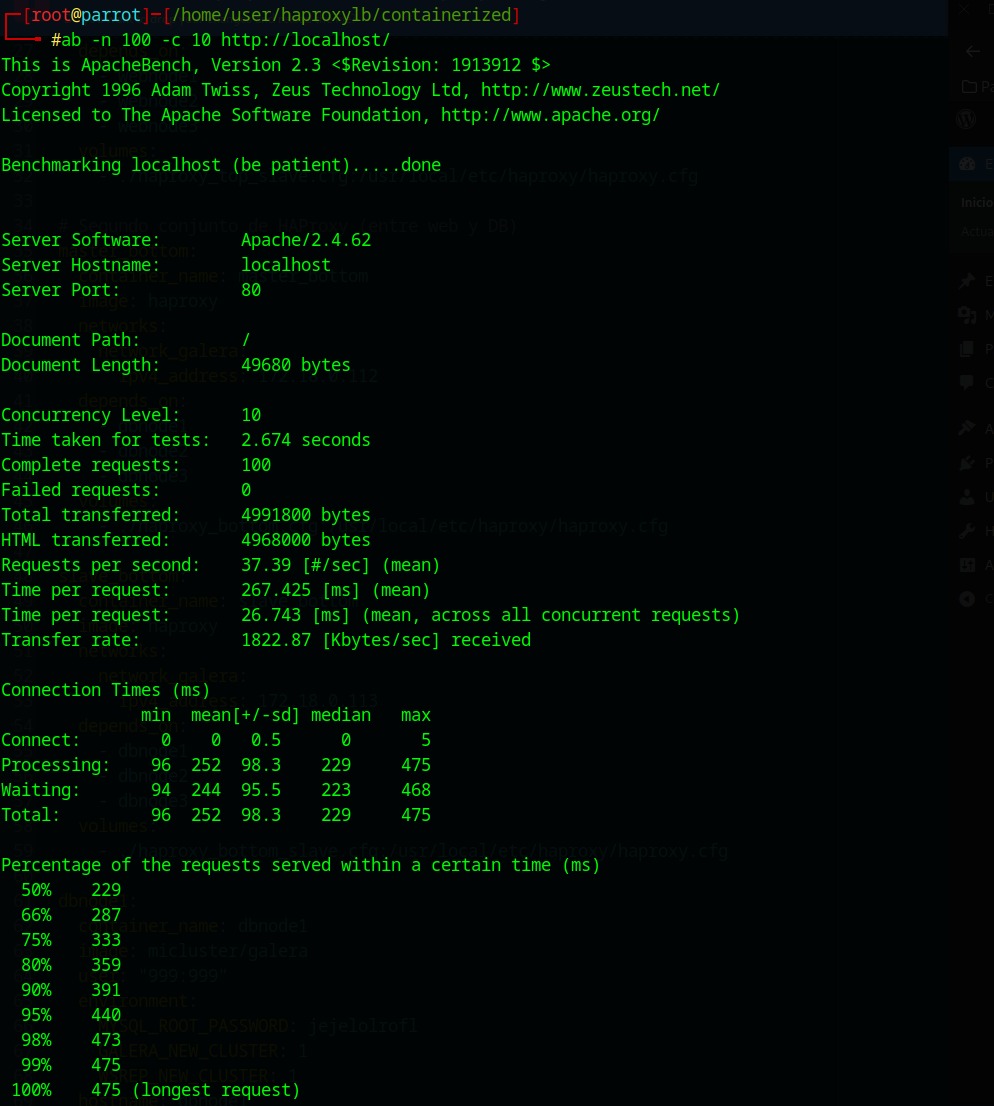 [root@parrot]─[/home/user/haproxylb/containerized]
#ab -n 100 -c 10 http://localhost/
This is ApacheBench, Version 2.3 <$Revision: 1913912 $>
Copyright 1996 Adam Twiss, Zeus Technology Ltd, http://www.zeustech.net/
Licensed to The Apache Software Foundation, http://www.apache.org/
Benchmarking localhost (be patient).....done
Server Software: Apache/2.4.62
Server Hostname: localhost
Server Port: 80
Document Path: /
Document Length: 49680 bytes
Concurrency Level: 10
Time taken for tests: 2.674 seconds
Complete requests: 100
Failed requests: 0
Total transferred: 4991800 bytes
HTML transferred: 4968000 bytes
Requests per second: 37.39 [#/sec] (mean)
Time per request: 267.425 [ms] (mean)
Time per request: 26.743 [ms] (mean, across all concurrent requests)
Transfer rate: 1822.87 [Kbytes/sec] received
Connection Times (ms)
min mean[+/-sd] median max
Connect: 0 0 0.5 0 5
Processing: 96 252 98.3 229 475
Waiting: 94 244 95.5 223 468
Total: 96 252 98.3 229 475
Percentage of the requests served within a certain time (ms)
50% 229
66% 287
75% 333
80% 359
90% 391
95% 440
98% 473
99% 475
100% 475 (longest request)
Inicio